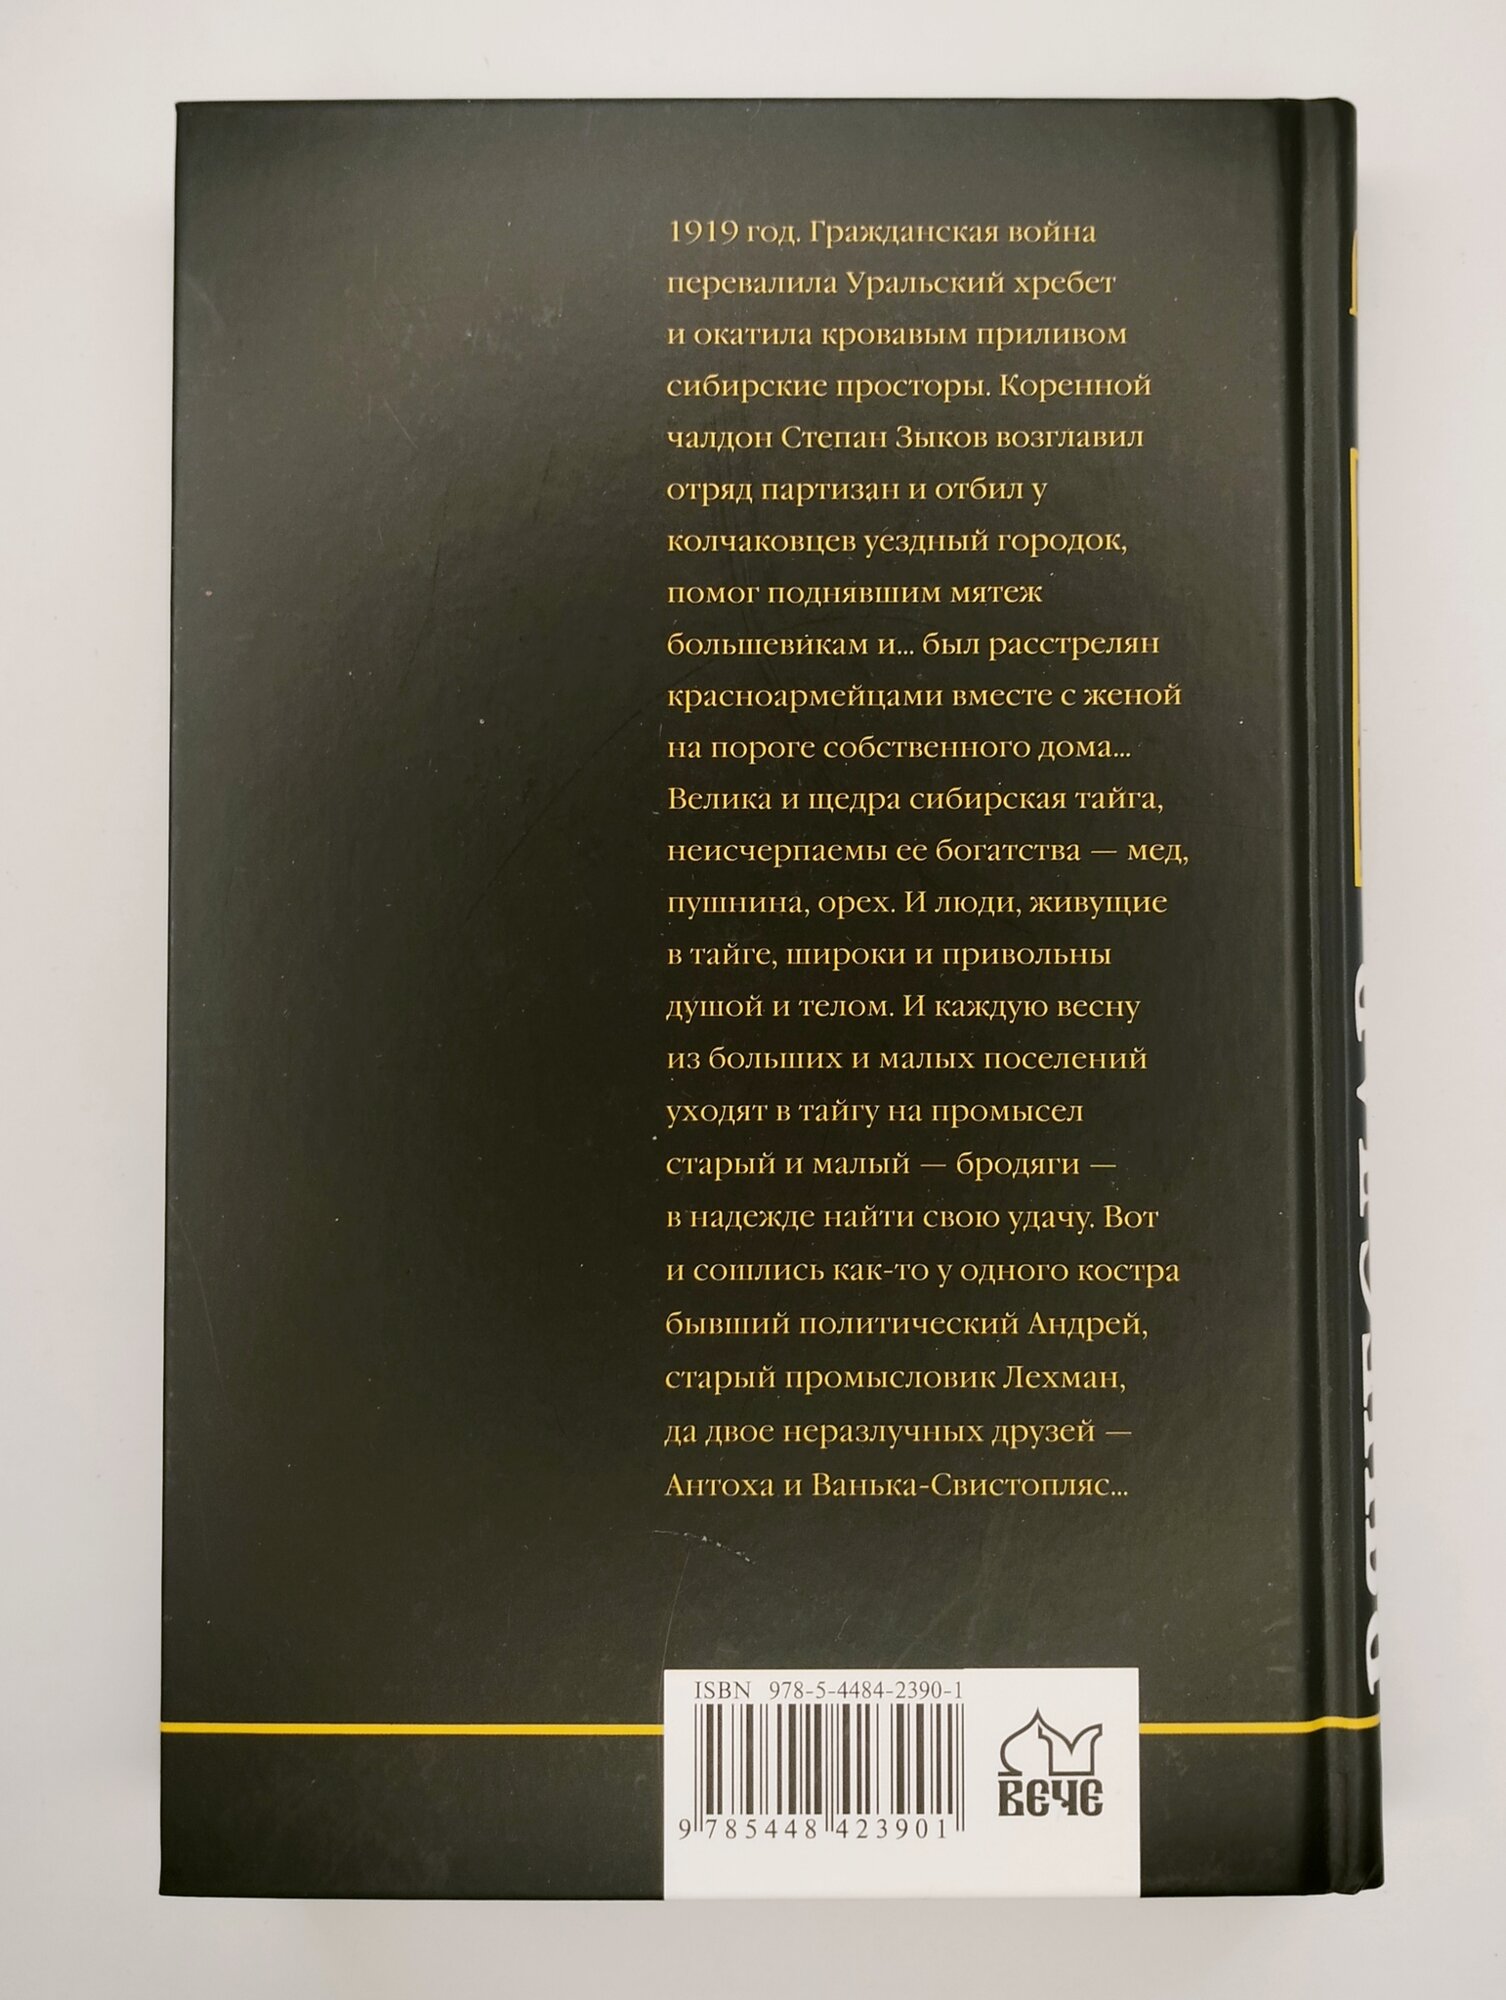 1919 год. Гражданская война
перевалила Уральский хребет
и окатила кровавым приливом
сибирские просторы. Коренной
чалдон Степан Зыков возглавил
отряд партизан и отбил у
колчаковцев уездный городок,
помог поднявшим мятеж
большевикам и... был расстрелян
красноармейцами вместе с женой
на пороге собственного дома...
Велика и щедра сибирская тайга,
неисчерпаемы ее богатства — мед,
пушнина, орех. И люди, живущие
в тайге, широки и привольны
душой и телом. И каждую весну
из больших и малых поселений
уходят в тайгу на промысел
старый и малый — бродяги —
в надежде найти свою удачу. Вот
и сошлись как-то у одного костра
бывший политический Андрей,
старый промысловик Лехман,
да двое неразлучных друзей —
Антоха и Ванька-Свистопляс...
ISBN 978-5-4484-2390-1
9 785448 423901
ВЕЧЕ